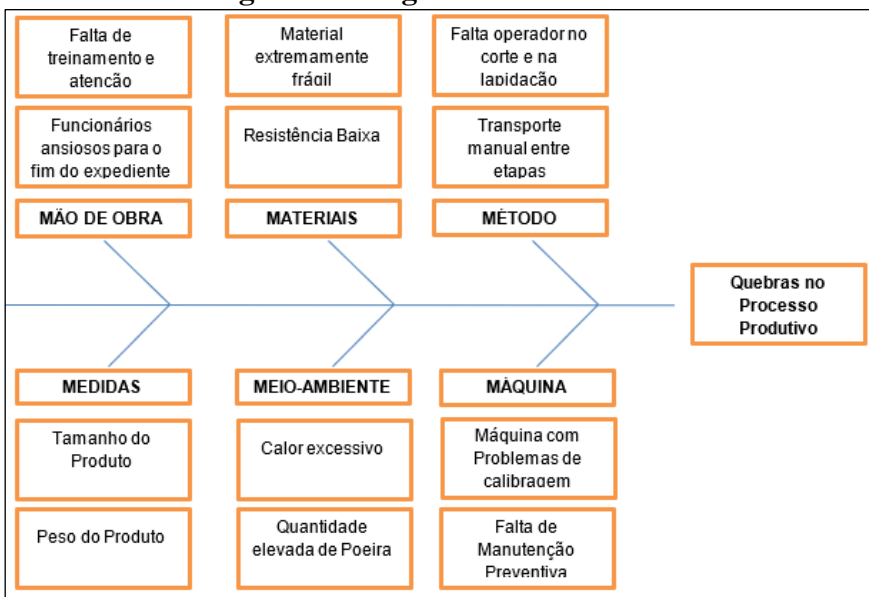 Falta de
treinamento e
atenção
Funcionários
ansiosos para o
fim do expediente
MÃO DE OBRA
Material
extremamente
frágil
Resistência Baixa
MATERIAIS
Falta operador no
corte e na
lapidação
Transporte
manual entre
etapas
MÉTODO
Quebras no
Processo
Produtivo
MEDIDAS
Tamanho do
Produto
Peso do Produto
MEIO-AMBIENTE
Calor excessivo
Quantidade
elevada de Poeira
MÁQUINA
Máquina com
Problemas de
calibragem
Falta de
Manutenção
Preventiva